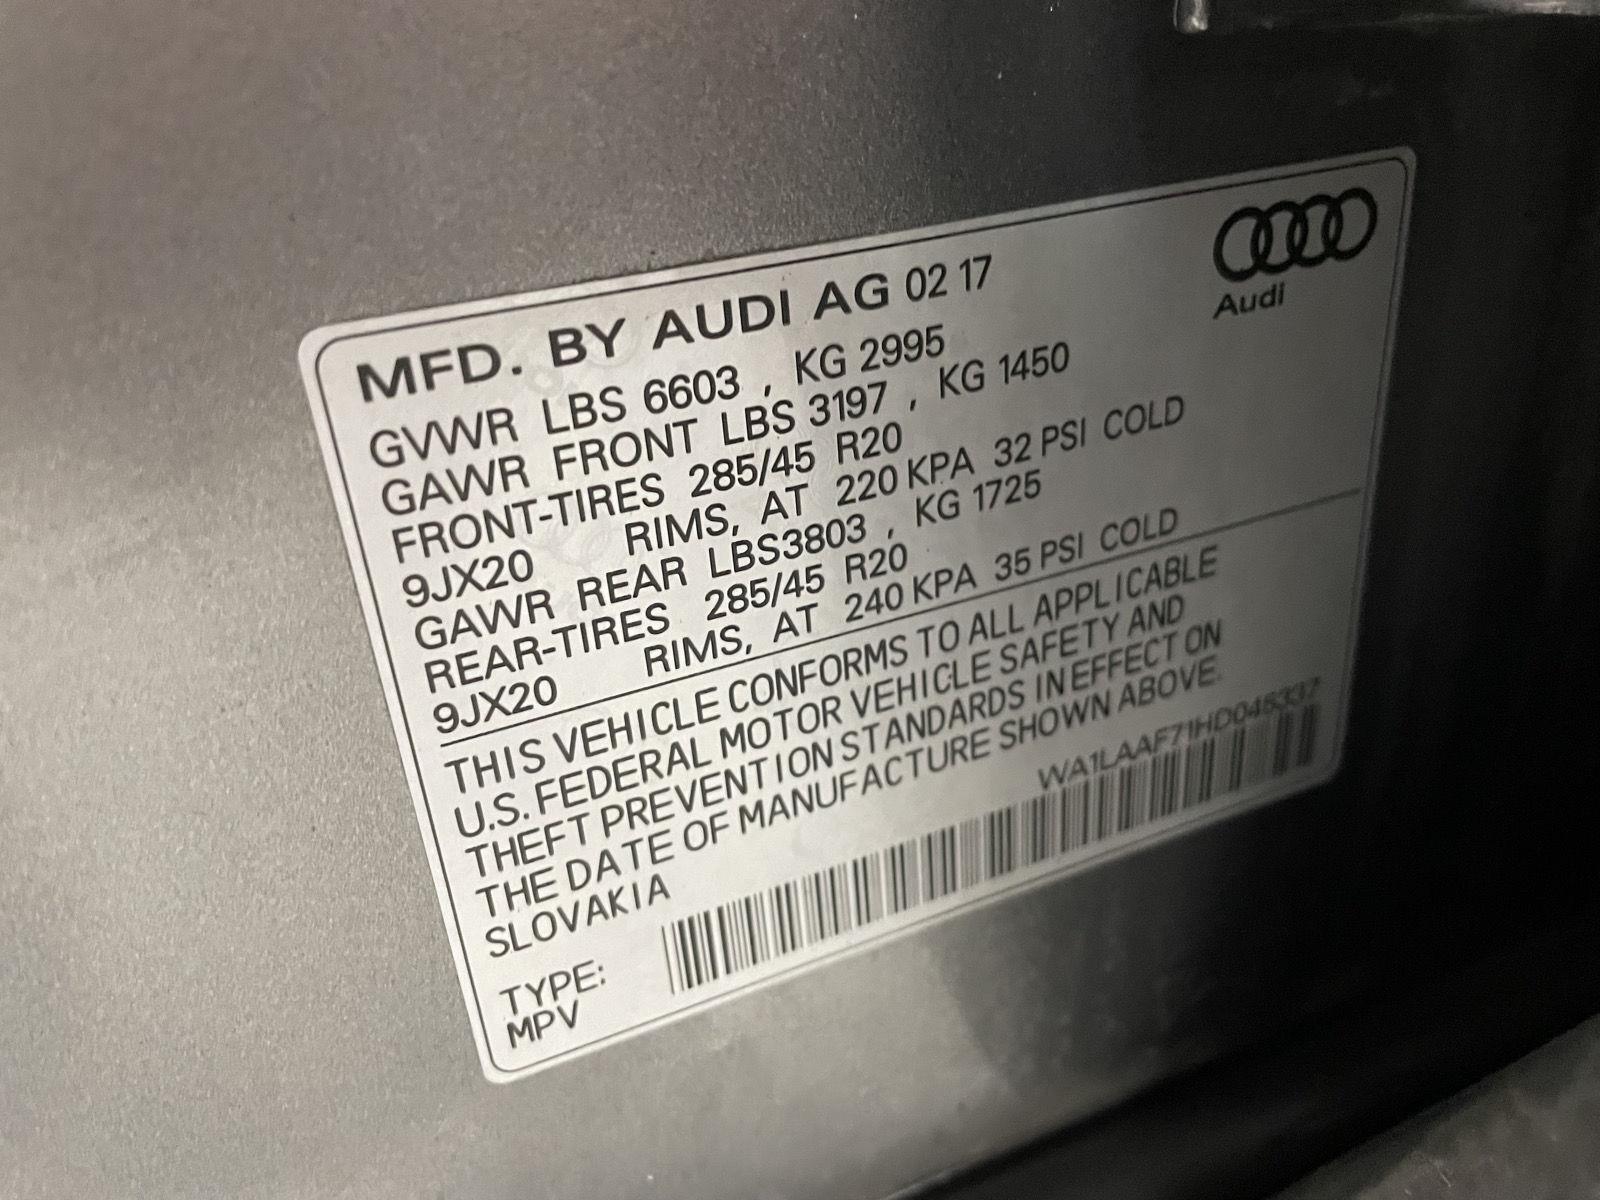 Audi
MFD. BY AUDI AG 02 17
GVWR LBS 6603 , KG 2995
GAWR FRONT LBS 3197 , KG 1450
FRONT-TIRES 285/45 R20
9JX20 RIMS, AT 220 KPA 32 PSI COLD
GAWR REAR LBS3803 , KG 1725
REAR-TIRES 285/45 R20
9JX20 RIMS, AT 240 KPA 35 PSI COLD
THIS VEHICLE CONFORMS TO ALL APPLICABLE
U.S. FEDERAL MOTOR VEHICLE SAFETY AND
THEFT PREVENTION STANDARDS IN EFFECT ON
THE DATE OF MANUFACTURE SHOWN ABOVE.
SLOVAKIA
TYPE:
MPV